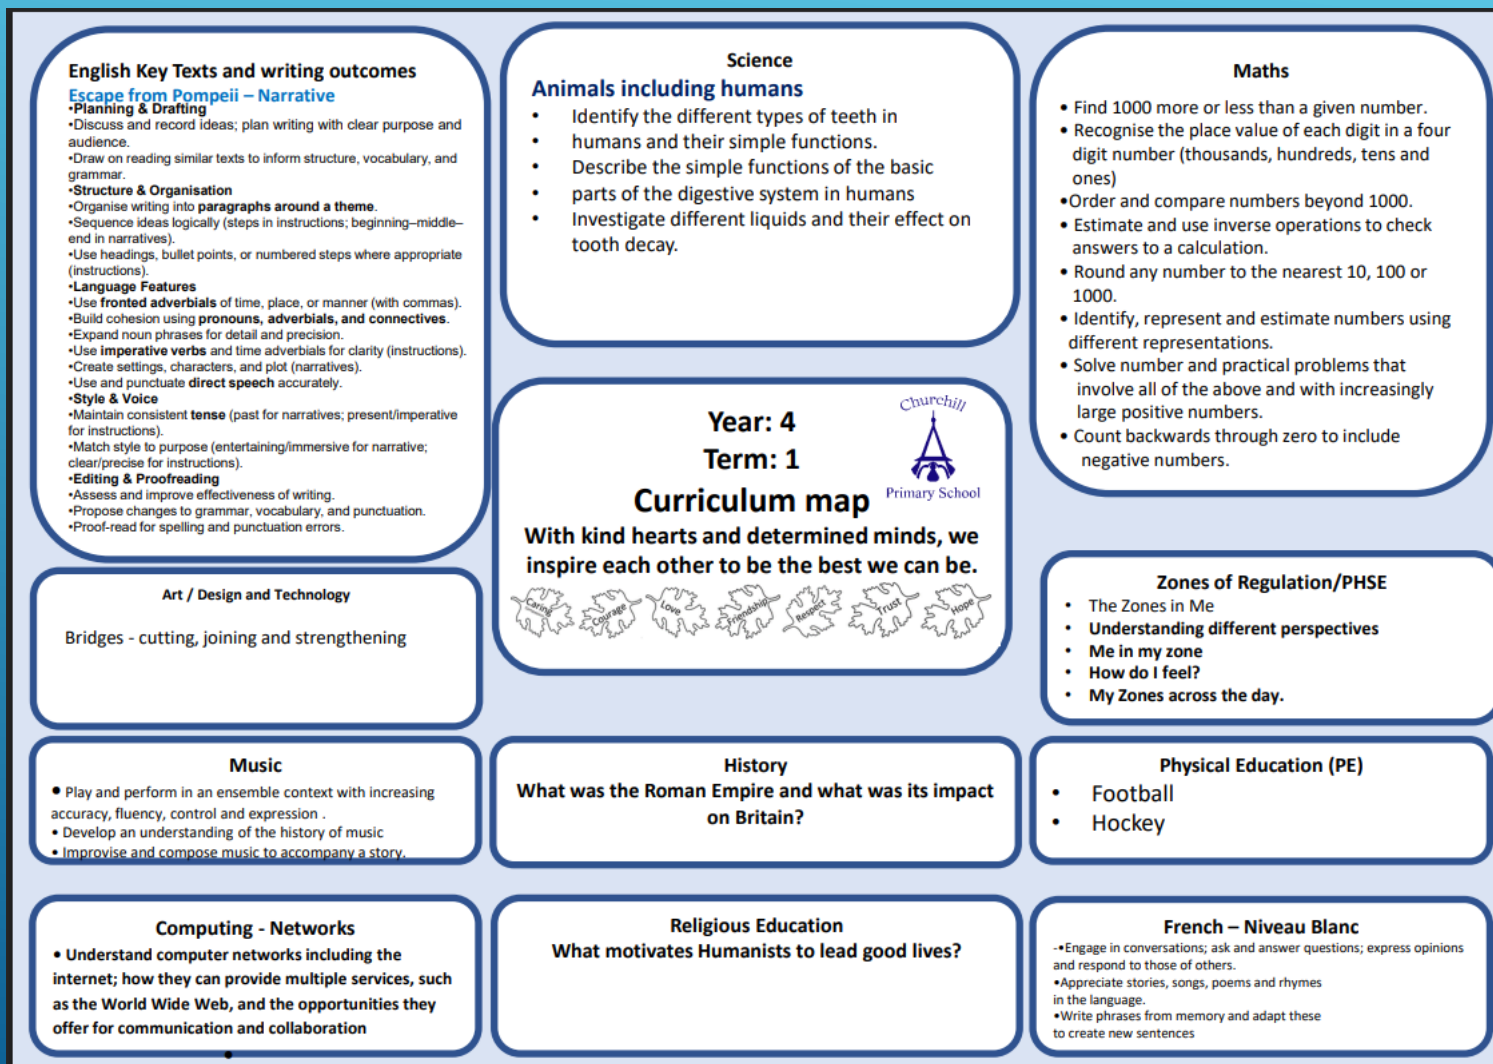 English Key Texts and writing outcomes
Escape from Pompeii – Narrative
•Planning & Drafting
•Discuss and record ideas; plan writing with clear purpose and
audience.
•Draw on reading similar texts to inform structure, vocabulary, and
grammar.
•Structure & Organisation
•Organise writing into paragraphs around a theme.
•Sequence ideas logically (steps in instructions; beginning–middle–
end in narratives).
•Use headings, bullet points, or numbered steps where appropriate
(instructions).
•Language Features
•Use fronted adverbials of time, place, or manner (with commas).
•Build cohesion using pronouns, adverbials, and connectives.
•Expand noun phrases for detail and precision.
•Use imperative verbs and time adverbials for clarity (instructions).
•Create settings, characters, and plot (narratives).
•Use and punctuate direct speech accurately.
•Style & Voice
•Maintain consistent tense (past for narratives; present/imperative
for instructions).
•Match style to purpose (entertaining/immersive for narrative;
clear/precise for instructions).
•Editing & Proofreading
•Assess and improve effectiveness of writing.
•Propose changes to grammar, vocabulary, and punctuation.
•Proof-read for spelling and punctuation errors.
Science
Animals including humans
• Identify the different types of teeth in
• humans and their simple functions.
• Describe the simple functions of the basic
• parts of the digestive system in humans
• Investigate different liquids and their effect on
tooth decay.
Maths
• Find 1000 more or less than a given number.
• Recognise the place value of each digit in a four
digit number (thousands, hundreds, tens and
ones)
•Order and compare numbers beyond 1000.
• Estimate and use inverse operations to check
answers to a calculation.
• Round any number to the nearest 10, 100 or
1000.
• Identify, represent and estimate numbers using
different representations.
• Solve number and practical problems that
involve all of the above and with increasingly
large positive numbers.
• Count backwards through zero to include
negative numbers.
Year: 4
Term: 1
Curriculum map
Churchill
Primary School
With kind hearts and determined minds, we
inspire each other to be the best we can be.
Caring Courage Love Friendship Respect Trust Hope
Art / Design and Technology
Bridges - cutting, joining and strengthening
Zones of Regulation/PHSE
• The Zones in Me
• Understanding different perspectives
• Me in my zone
• How do I feel?
• My Zones across the day.
Music
• Play and perform in an ensemble context with increasing
accuracy, fluency, control and expression .
• Develop an understanding of the history of music
• Improvise and compose music to accompany a story.
History
What was the Roman Empire and what was its impact
on Britain?
Physical Education (PE)
• Football
• Hockey
Computing - Networks
• Understand computer networks including the
internet; how they can provide multiple services, such
as the World Wide Web, and the opportunities they
offer for communication and collaboration
•
Religious Education
What motivates Humanists to lead good lives?
French – Niveau Blanc
-•Engage in conversations; ask and answer questions; express opinions
and respond to those of others.
•Appreciate stories, songs, poems and rhymes
in the language.
•Write phrases from memory and adapt these
to create new sentences